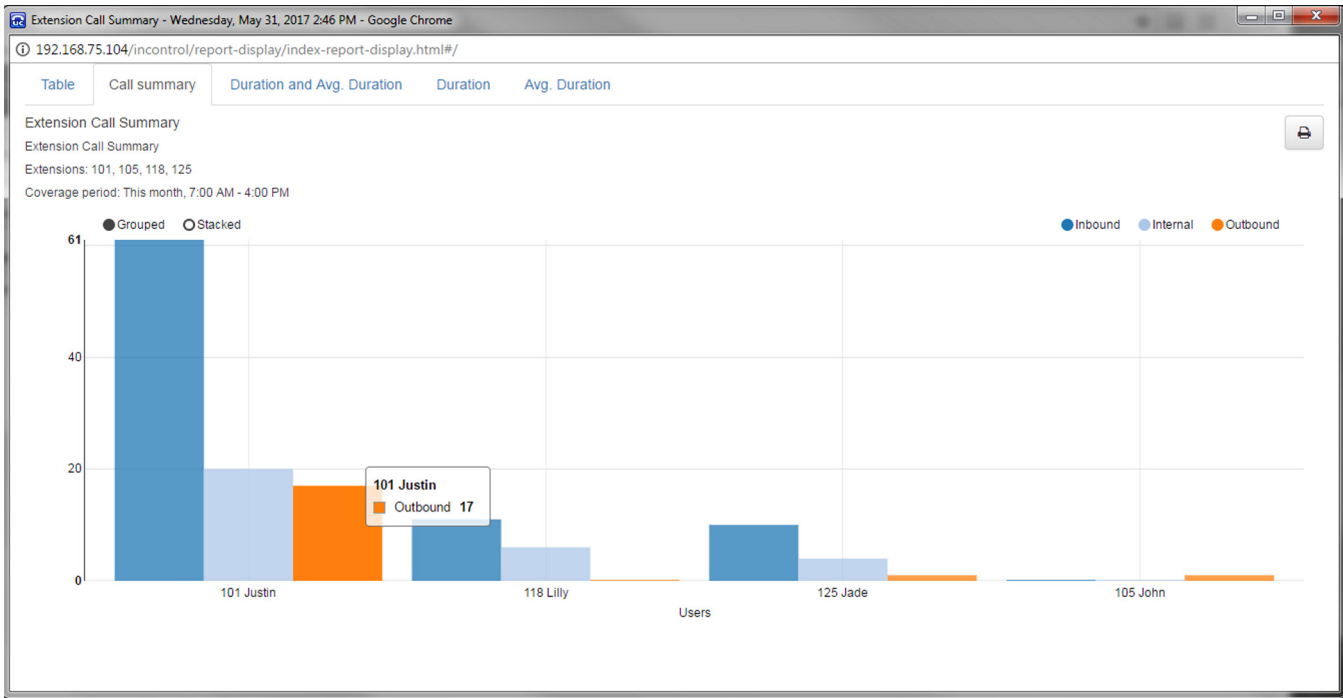 Extension Call Summary - Wednesday, May 31, 2017 2:46 PM - Google Chrome
192.168.75.104/incontrol/report-display/index-report-display.html#/
Table Call summary Duration and Avg. Duration Duration Avg. Duration
Extension Call Summary
Extension Call Summary
Extensions: 101, 105, 118, 125
Coverage period: This month, 7:00 AM - 4:00 PM
Grouped Stacked Inbound Internal Outbound
61
40
20
101 Justin
Outbound 17
0
101 Justin 118 Lilly 125 Jade 105 John
Users